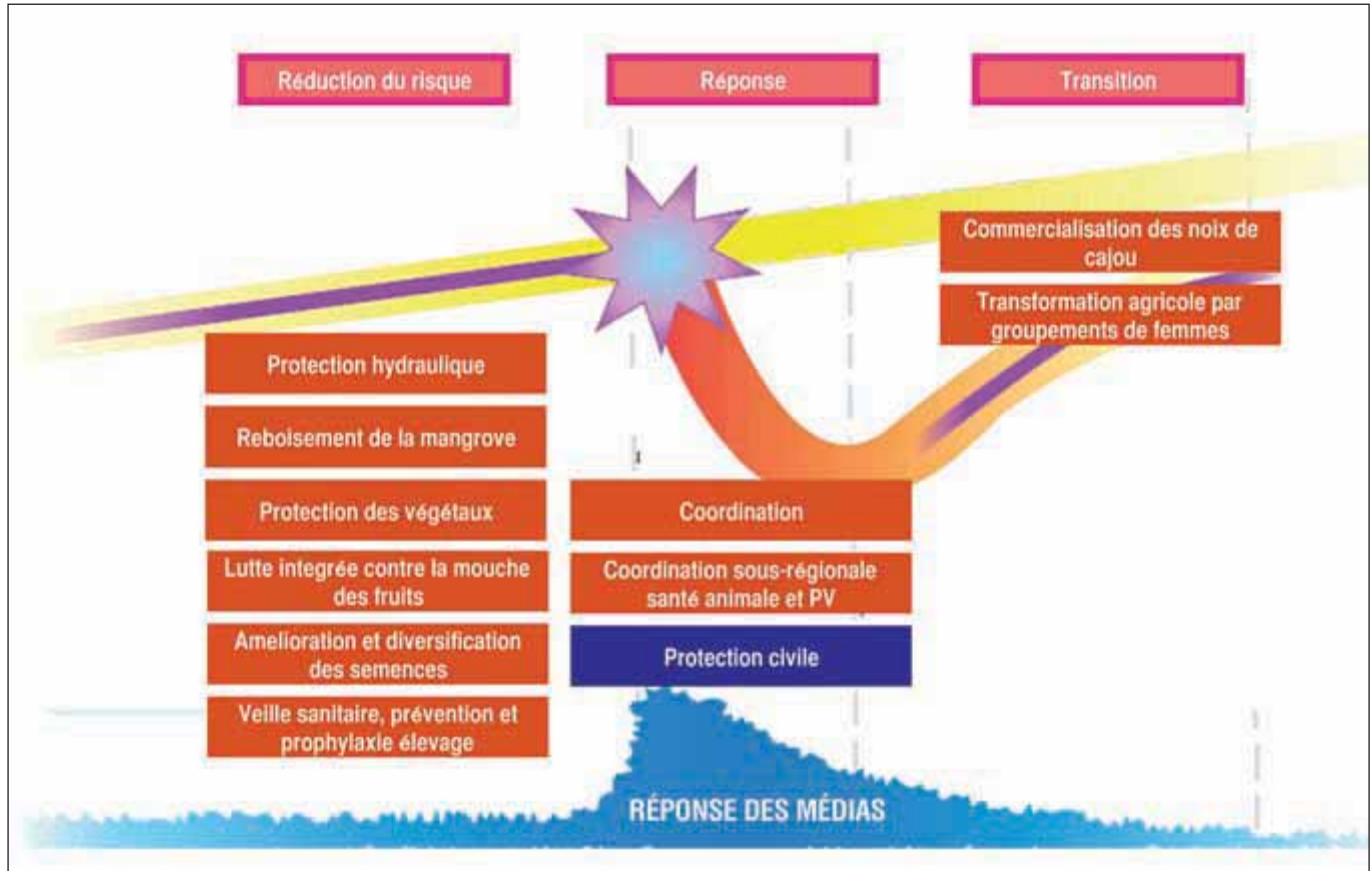 Réduction du risque
Réponse
Transition
Commercialisation des noix de
cajou
Transformation agricole par
groupements de femmes
Protection hydraulique
Reboisement de la mangrove
Protection des végétaux
Lutte integrée contre la mouche
des fruits
Amelioration et diversification
des semences
Veille sanitaire, prévention et
prophylaxie élevage
Coordination
Coordination sous-régionale
santé animale et PV
Protection civile
RÉPONSE DES MÉDIAS